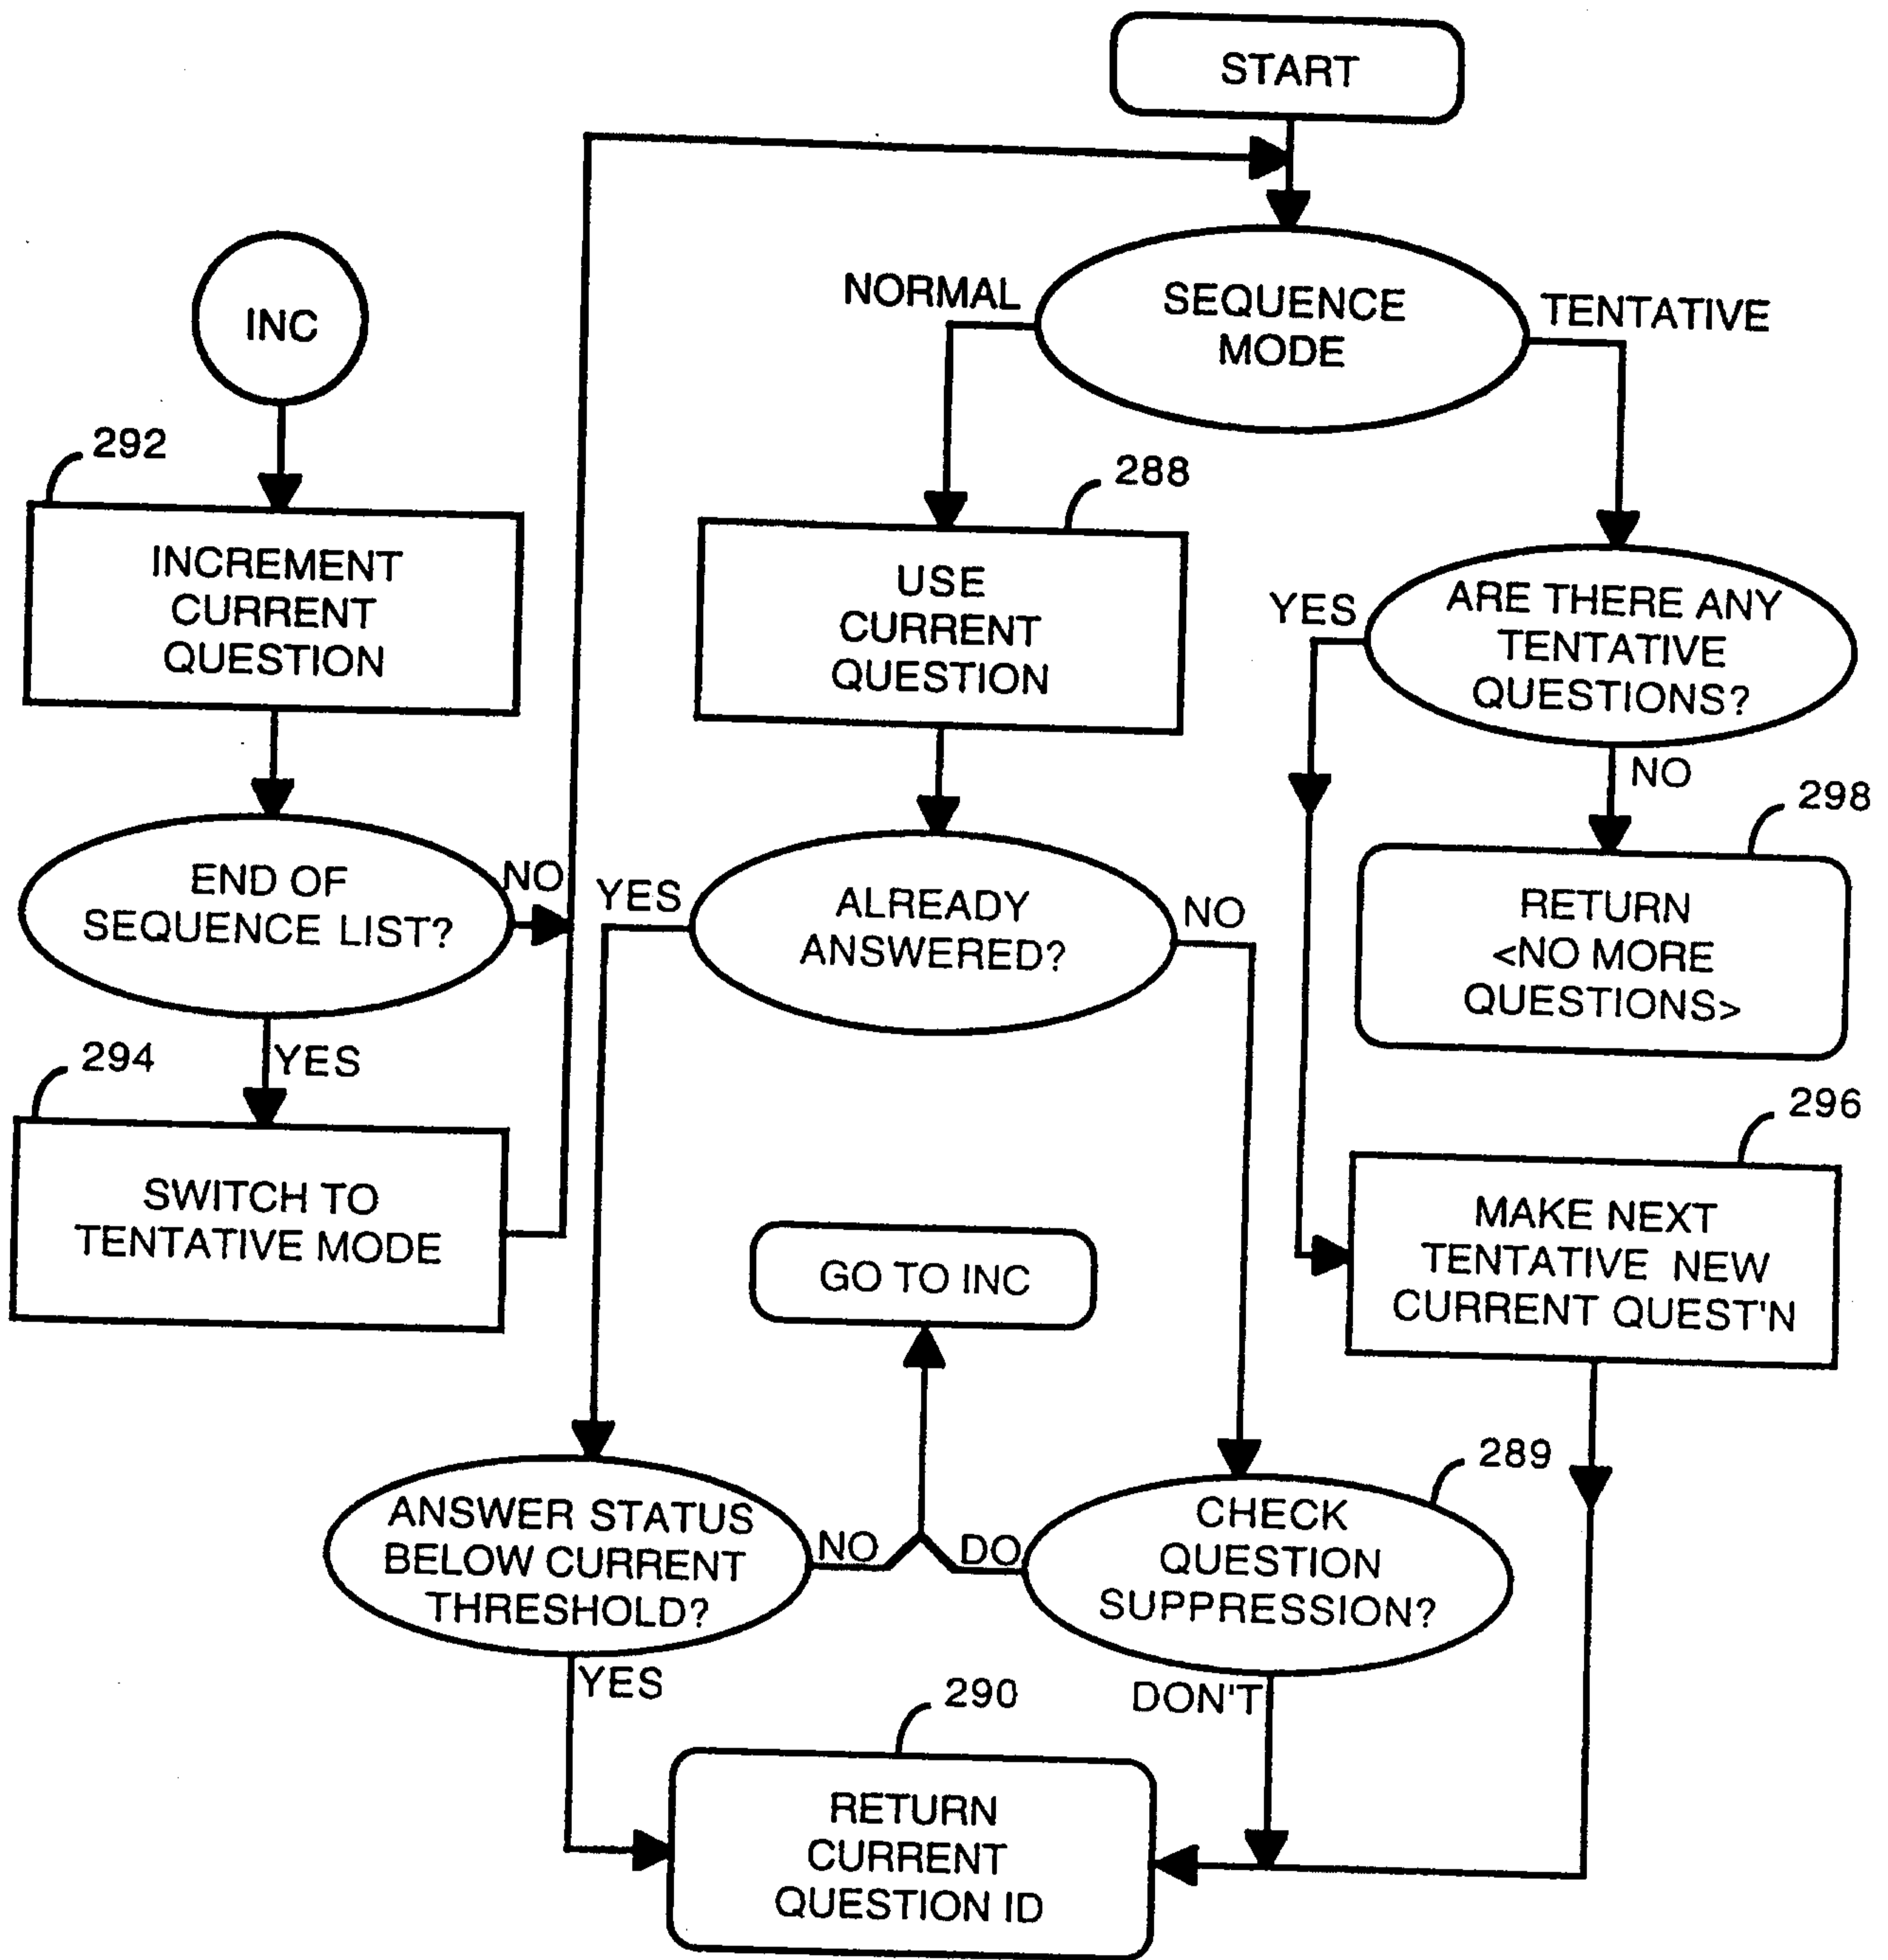 START
NORMAL
SEQUENCE
MODE
TENTATIVE
INC
292
INCREMENT
CURRENT
QUESTION
288
USE
CURRENT
QUESTION
YES
ARE THERE ANY
TENTATIVE
QUESTIONS?
NO
298
RETURN
<NO MORE
QUESTIONS>
END OF
SEQUENCE LIST?
NO
YES
ALREADY
ANSWERED?
NO
294
YES
SWITCH TO
TENTATIVE MODE
296
MAKE NEXT
TENTATIVE NEW
CURRENT QUEST'N
GO TO INC
ANSWER STATUS
BELOW CURRENT
THRESHOLD?
NO
DO
289
CHECK
QUESTION
SUPPRESSION?
YES
DON'T
290
RETURN
CURRENT
QUESTION ID